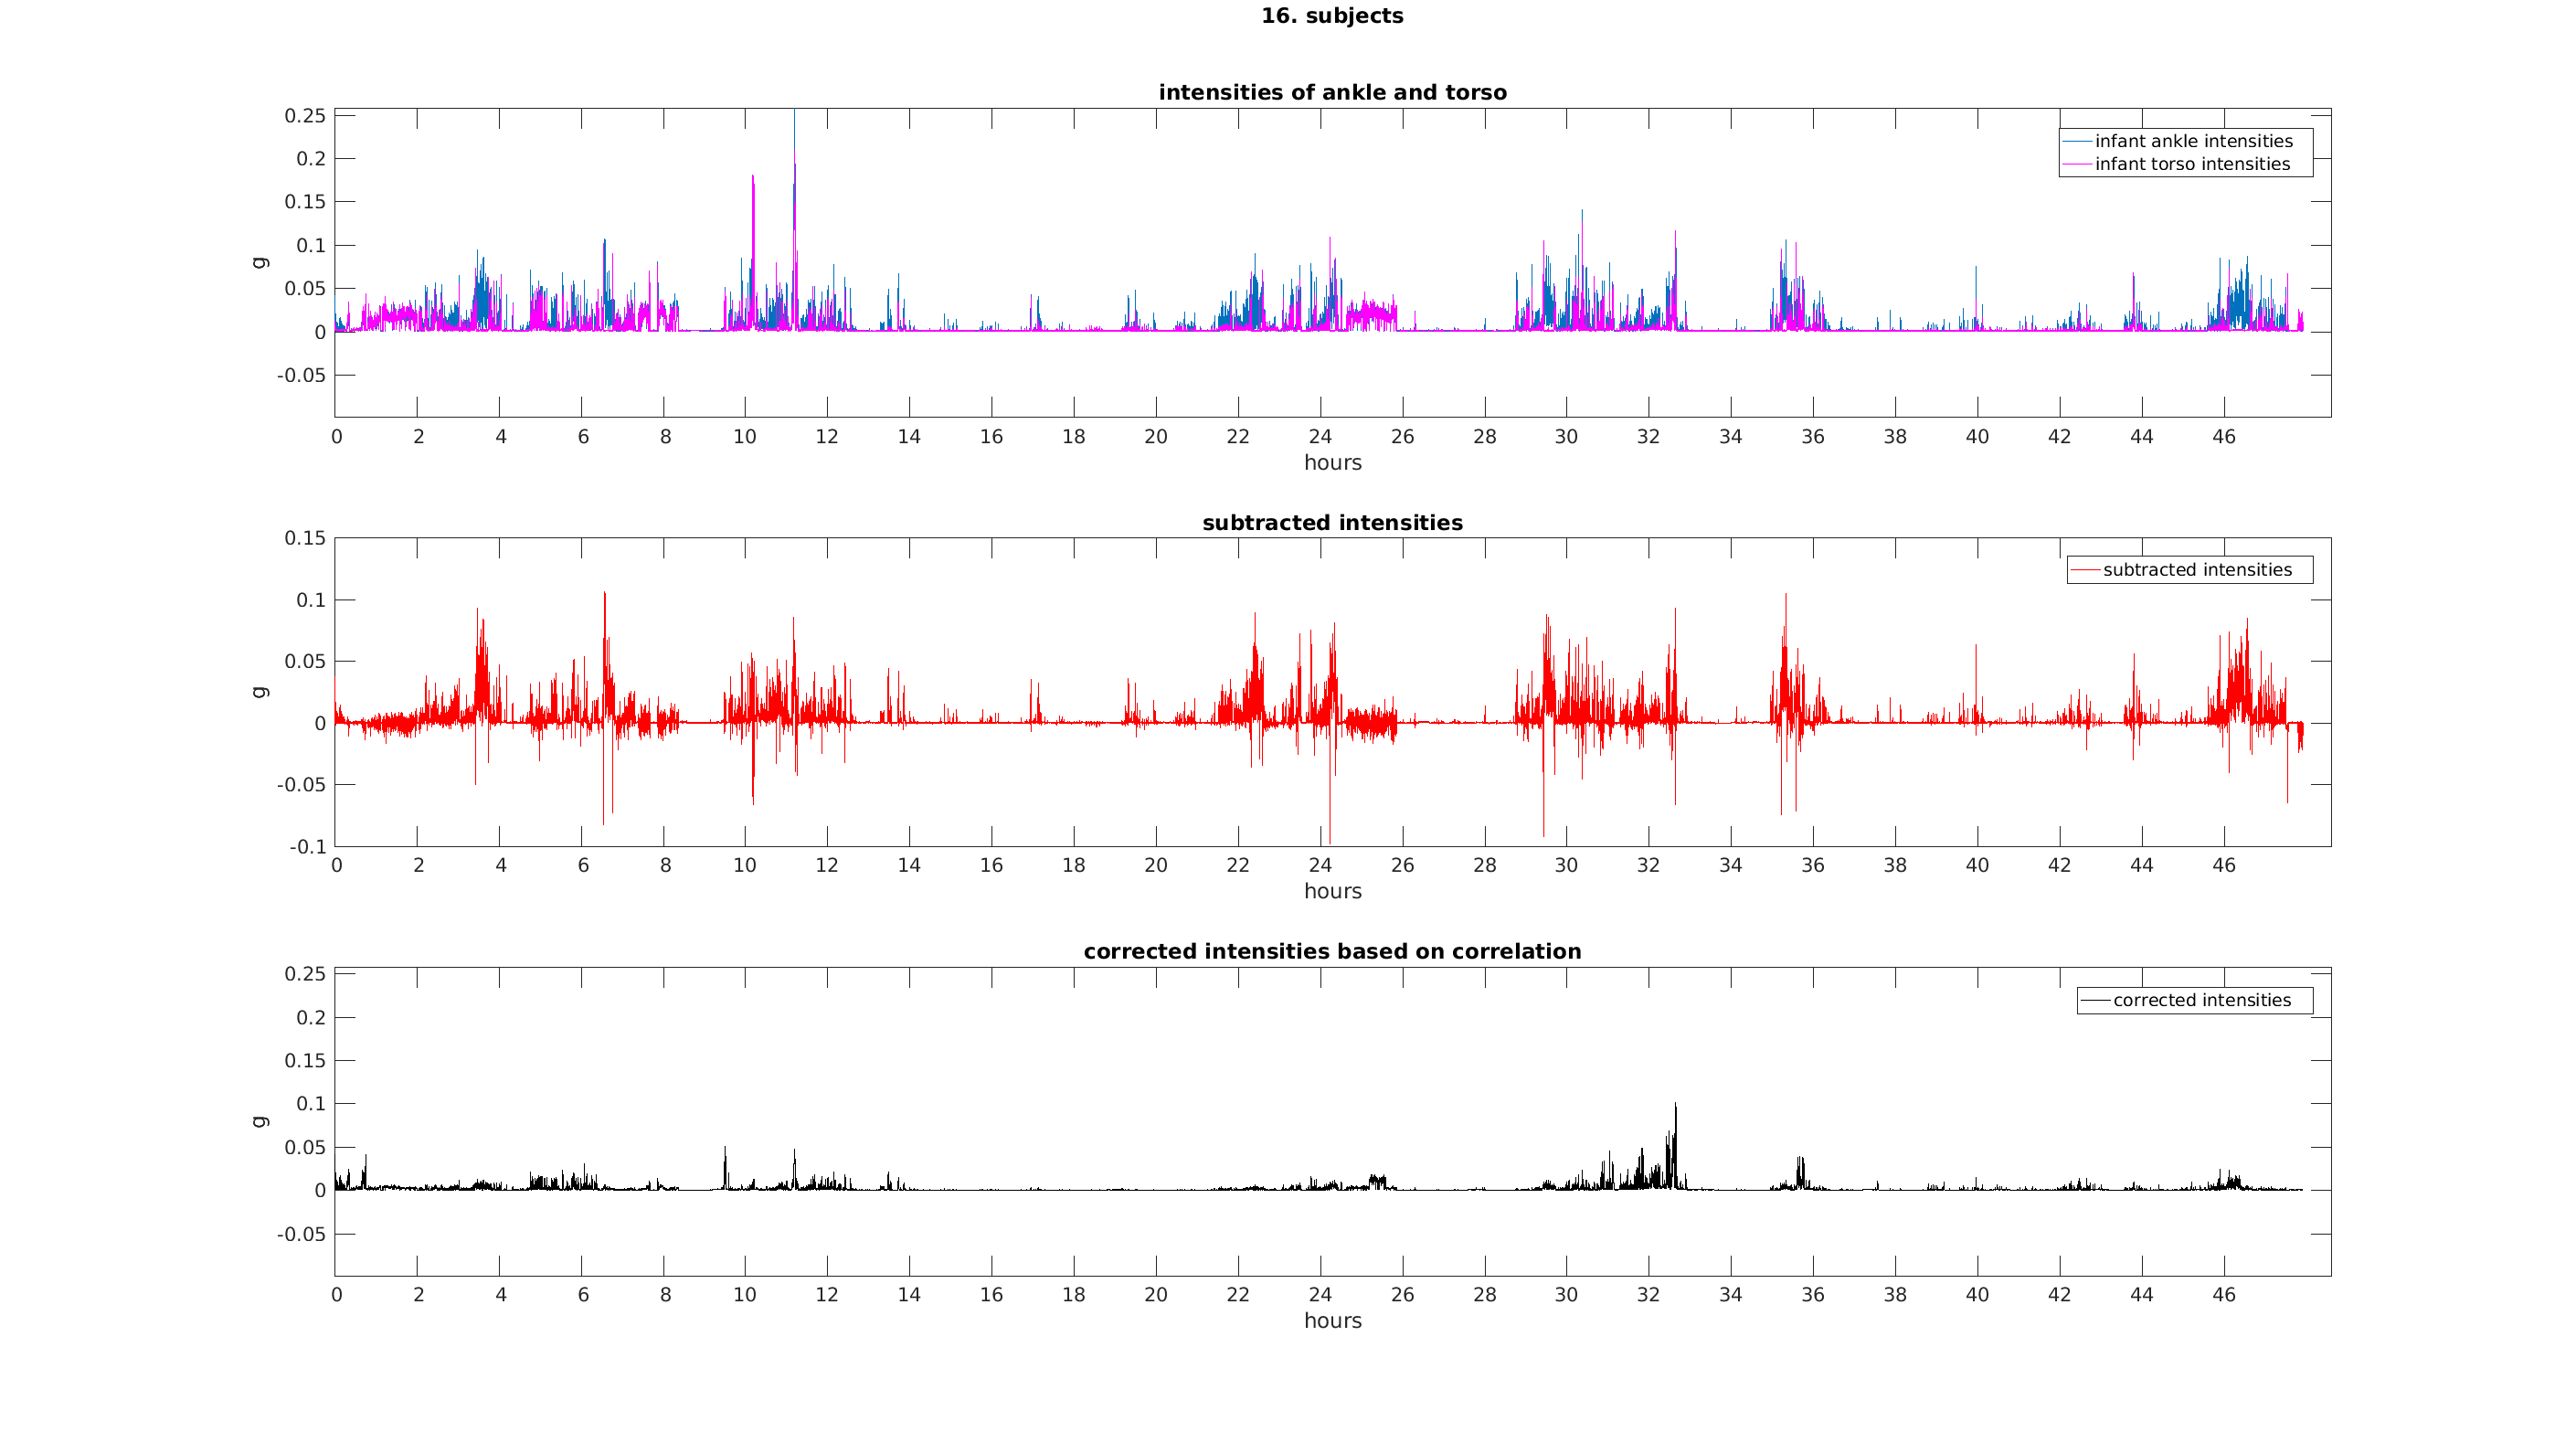 16. subjects
intensities of ankle and torso
0.25
0.2
0.15
0.1
0.05
0
-0.05
g
infant ankle intensities
infant torso intensities
0 2 4 6 8 10 12 14 16 18 20 22 24 26 28 30 32 34 36 38 40 42 44 46
hours
subtracted intensities
0.15
0.1
0.05
0
-0.05
-0.1
g
subtracted intensities
0 2 4 6 8 10 12 14 16 18 20 22 24 26 28 30 32 34 36 38 40 42 44 46
hours
corrected intensities based on correlation
0.25
0.2
0.15
0.1
0.05
0
-0.05
g
corrected intensities
0 2 4 6 8 10 12 14 16 18 20 22 24 26 28 30 32 34 36 38 40 42 44 46
hours